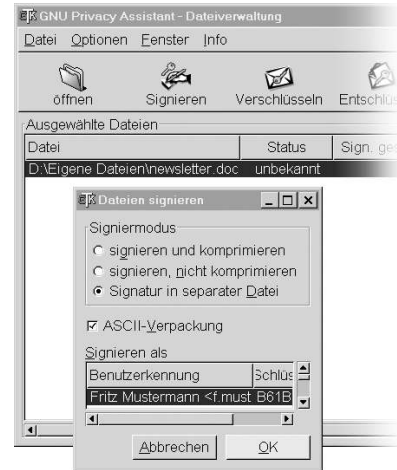 GNU Privacy Assistant - Dateiverwaltung
Datei Optionen Fenster Info
öffnen Signieren Verschlüsseln
Ausgewählte Dateien
Datei Status Sign.
D:\Eigene Dateien\newsletter.doc unbekannt
Dateien signieren
Signiermodus
signieren und komprimieren
signieren, nicht komprimieren
Signatur in separater Datei
ASCII-Verpackung
Signieren als
Benutzerkennung Schlüs
Fritz Mustermann <f.must B61B
Abbrechen OK